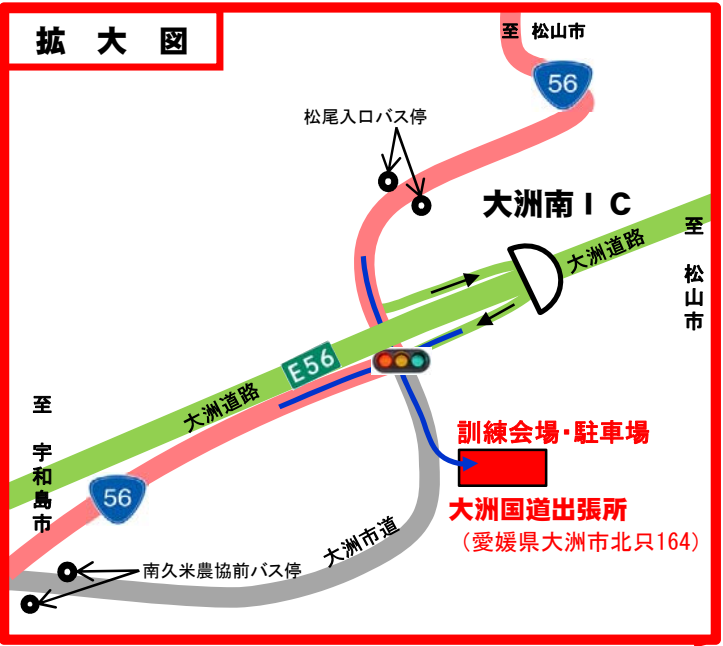 拡大図
至 松山市
56
松尾入口バス停
大洲南IC
大洲道路
至 松山市
E56
大洲道路
至 宇和島市
56
訓練会場・駐車場
大洲国道出張所
(愛媛県大洲市北只164)
大洲市道
南久米農協前バス停